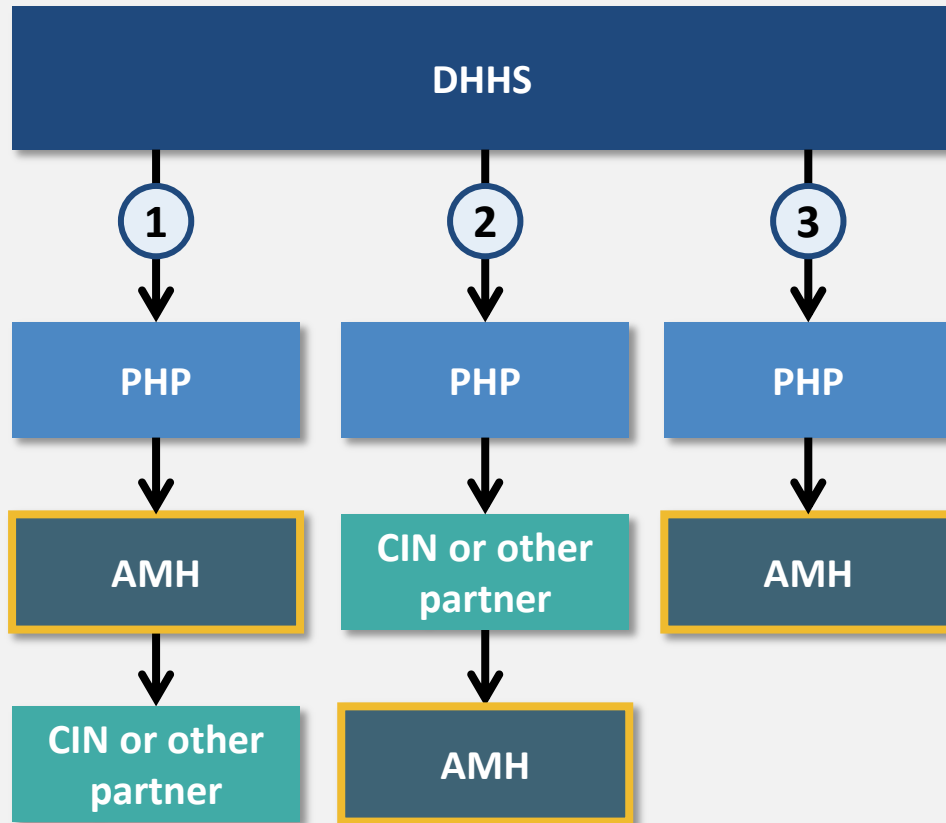 DHHS
1
2
3
PHP
PHP
PHP
AMH
CIN or other
partner
AMH
CIN or other
partner
AMH